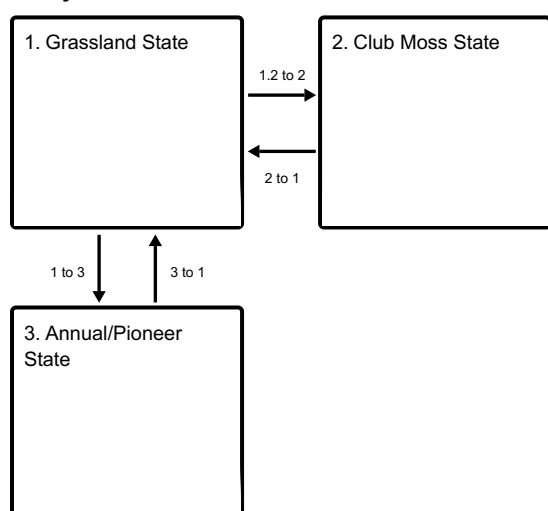 1. Grassland State
2. Club Moss State
1.2 to 2
2 to 1
1 to 3
3 to 1
3. Annual/Pioneer
State